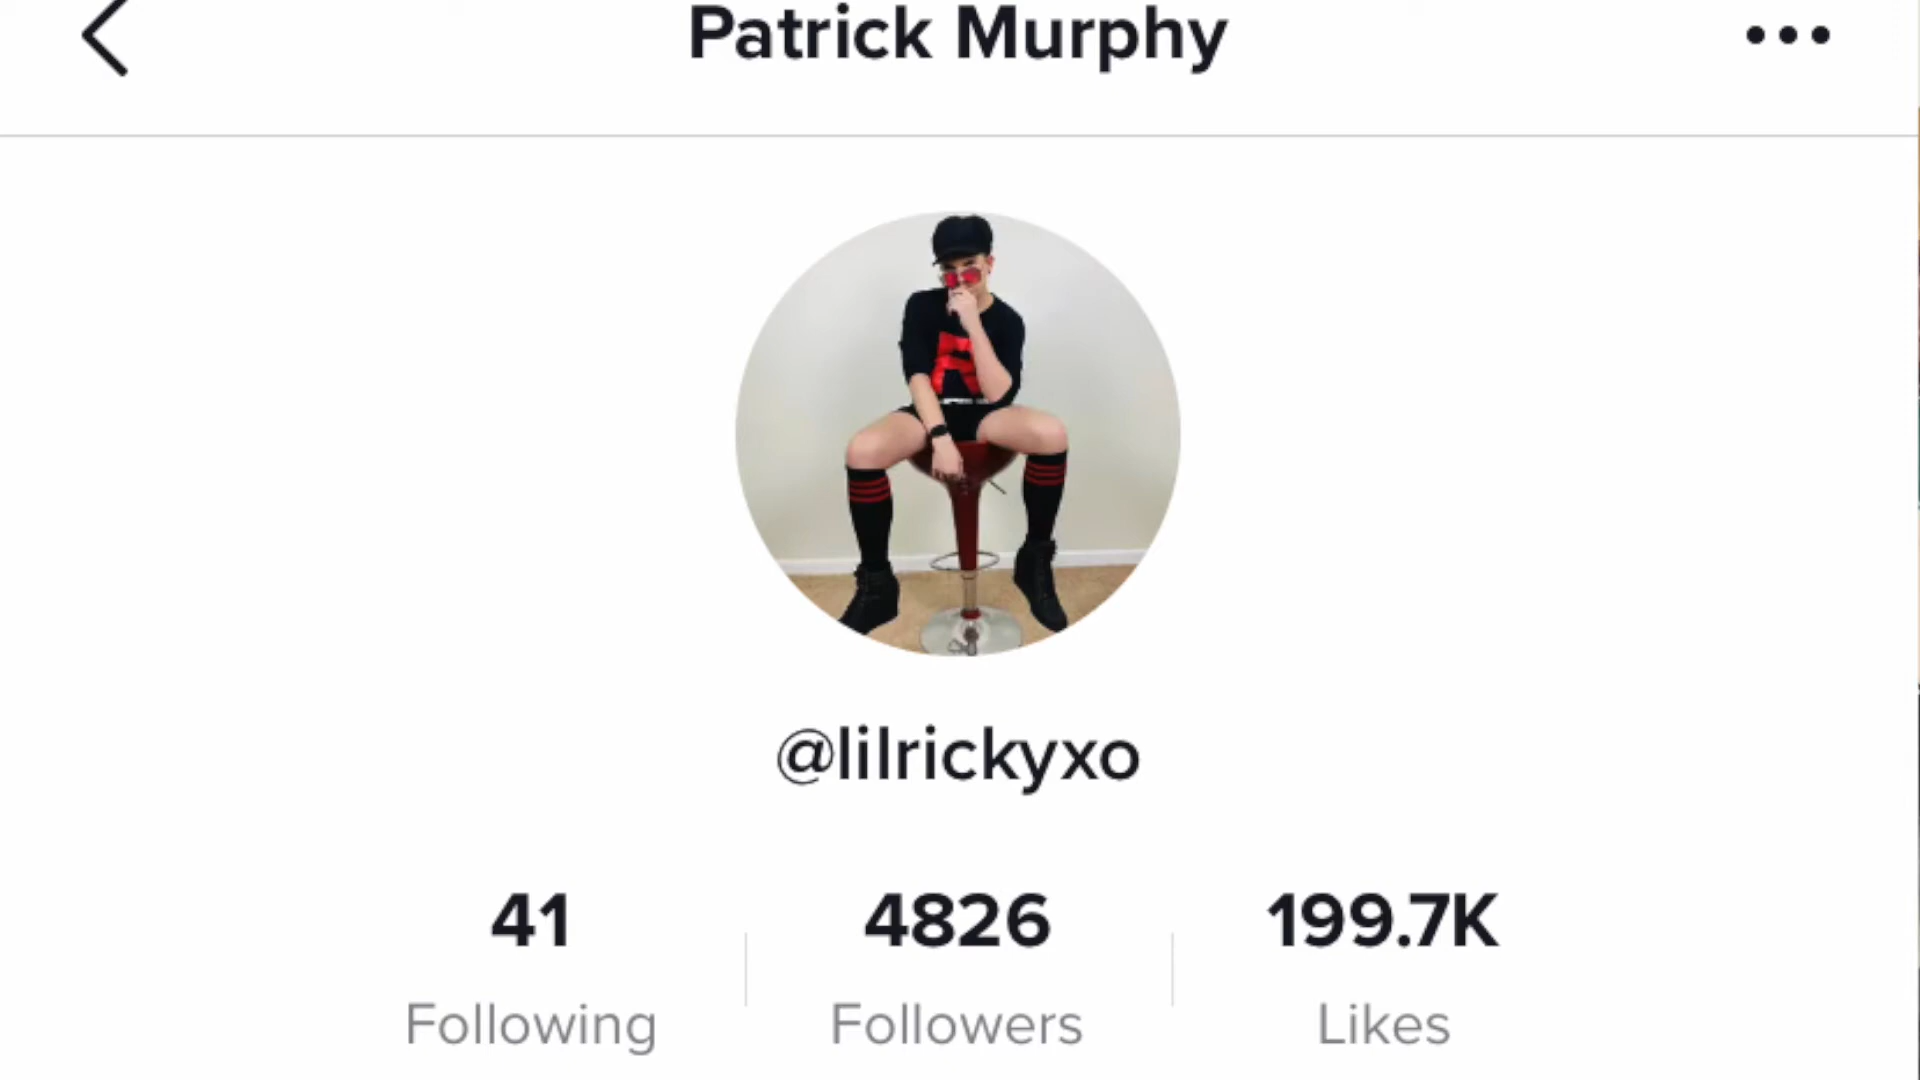 Patrick Murphy
A
@lilrickyxo
41 4826 199.7K
Following Followers Likes